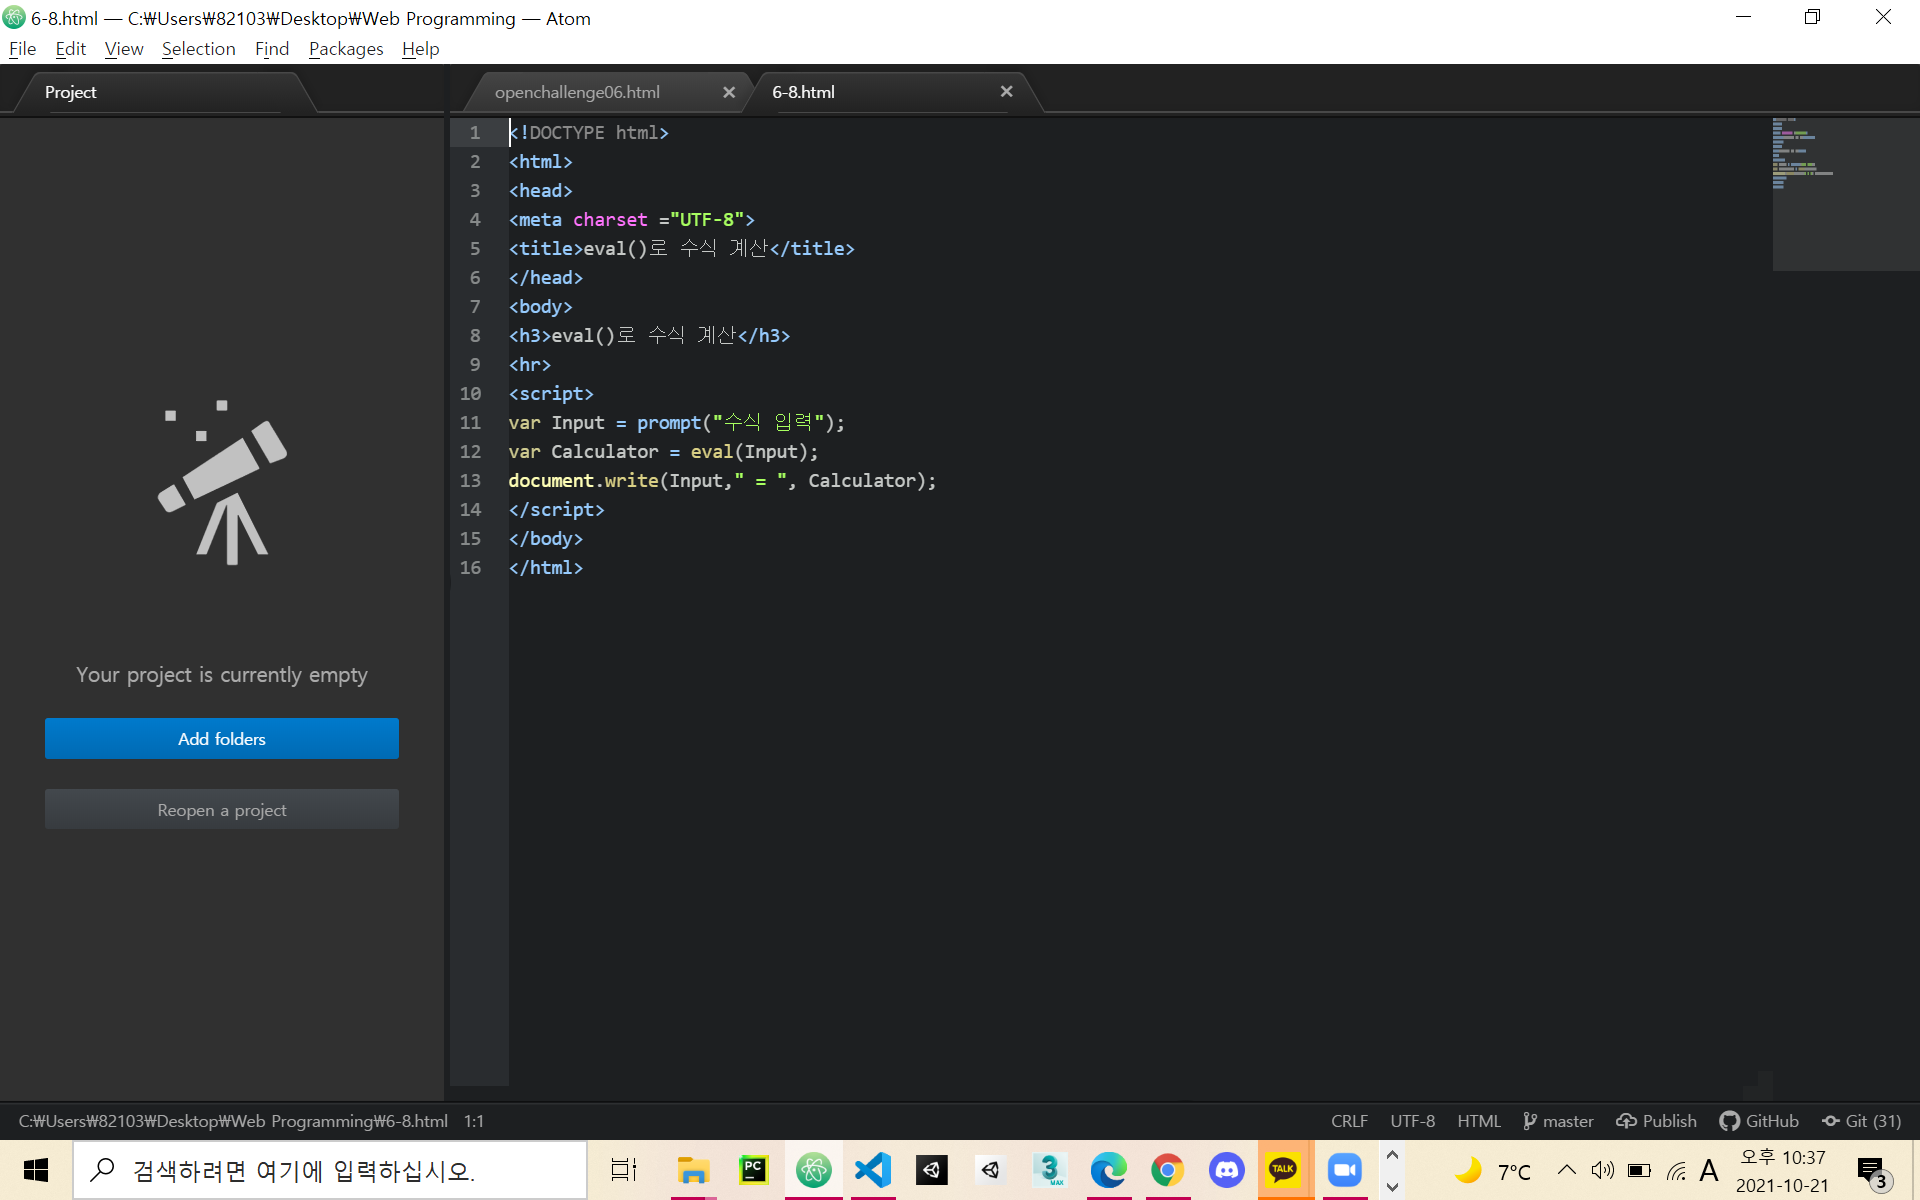 6-8.html — C:₩Users₩82103₩Desktop₩Web Programming — Atom
File Edit View Selection Find Packages Help
Project
openchallenge06.html
6-8.html
1 <!DOCTYPE html>
2 <html>
3 <head>
4 <meta charset ="UTF-8">
5 <title>eval()로 수식 계산</title>
6 </head>
7 <body>
8 <h3>eval()로 수식 계산</h3>
9 <hr>
10 <script>
11 var Input = prompt("수식 입력");
12 var Calculator = eval(Input);
13 document.write(Input," = ", Calculator);
14 </script>
15 </body>
16 </html>
Your project is currently empty
Add folders
Reopen a project
C:₩Users₩82103₩Desktop₩Web Programming₩6-8.html 1:1
CRLF UTF-8 HTML master Publish GitHub Git (31)
검색하려면 여기에 입력하십시오.
PC
3
MAX
TALK
7°C
A
오후 10:37
2021-10-21
3